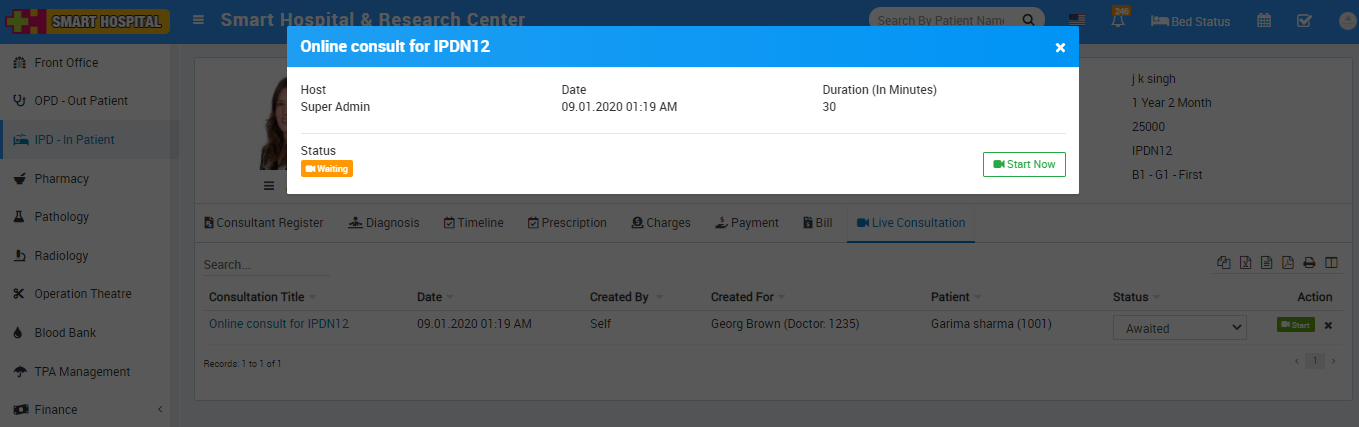 SMART HOSPITAL
Smart Hospital & Research Center
Search By Patient Name
246
Bed Status
Online consult for IPDN12
Host
Date
Duration (In Minutes)
Super Admin
09.01.2020 01:19 AM
30
Status
Waiting
Start Now
Front Office
OPD - Out Patient
IPD - In Patient
Pharmacy
Pathology
Radiology
Operation Theatre
Blood Bank
TPA Management
Finance
j k singh
1 Year 2 Month
25000
IPDN12
B1 - G1 - First
Consultant Register
Diagnosis
Timeline
Prescription
Charges
Payment
Bill
Live Consultation
Search...
Consultation Title
Date
Created By
Created For
Patient
Status
Action
Online consult for IPDN12
09.01.2020 01:19 AM
Self
Georg Brown (Doctor: 1235)
Garima sharma (1001)
Awaited
Start
Records: 1 to 1 of 1
1